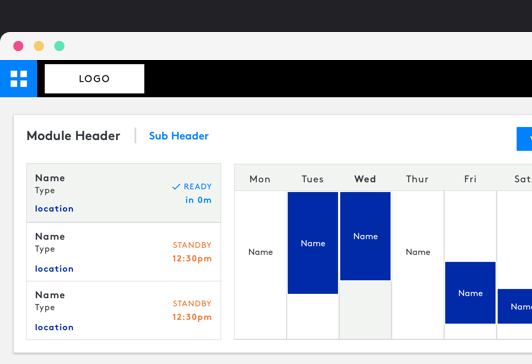 LOGO
Module Header
Sub Header
Name
Type
READY
in 0m
location
Name
Type
STANDBY
12:30pm
location
Name
Type
STANDBY
12:30pm
location
Mon Tues Wed Thur Fri Sat
Name Name Name Name Name Name